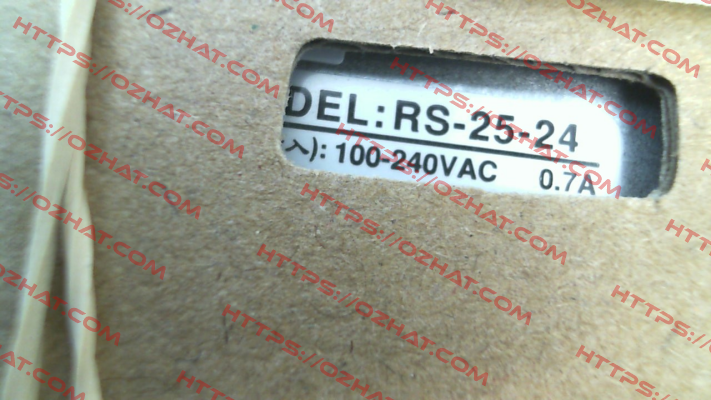 DEL:RS-25-24
入): 100-240VAC 0.7A
HTTPS://OZHAT.COM